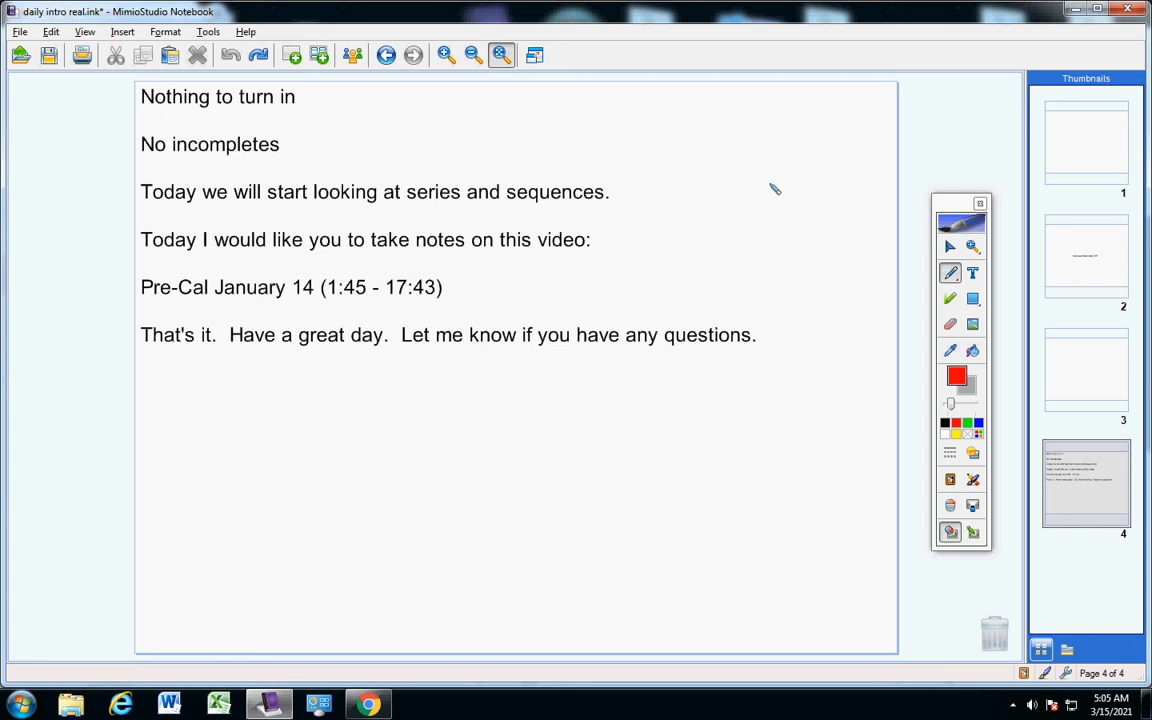 daily intro real.ink* - MimioStudio Notebook
File Edit View Insert Format Tools Help
Nothing to turn in
No incompletes
Today we will start looking at series and sequences.
Today I would like you to take notes on this video:
Pre-Cal January 14 (1:45 - 17:43)
That's it.  Have a great day.  Let me know if you have any questions.
Thumbnails
1
2
3
4
Page 4 of 4
5:05 AM
3/15/2021